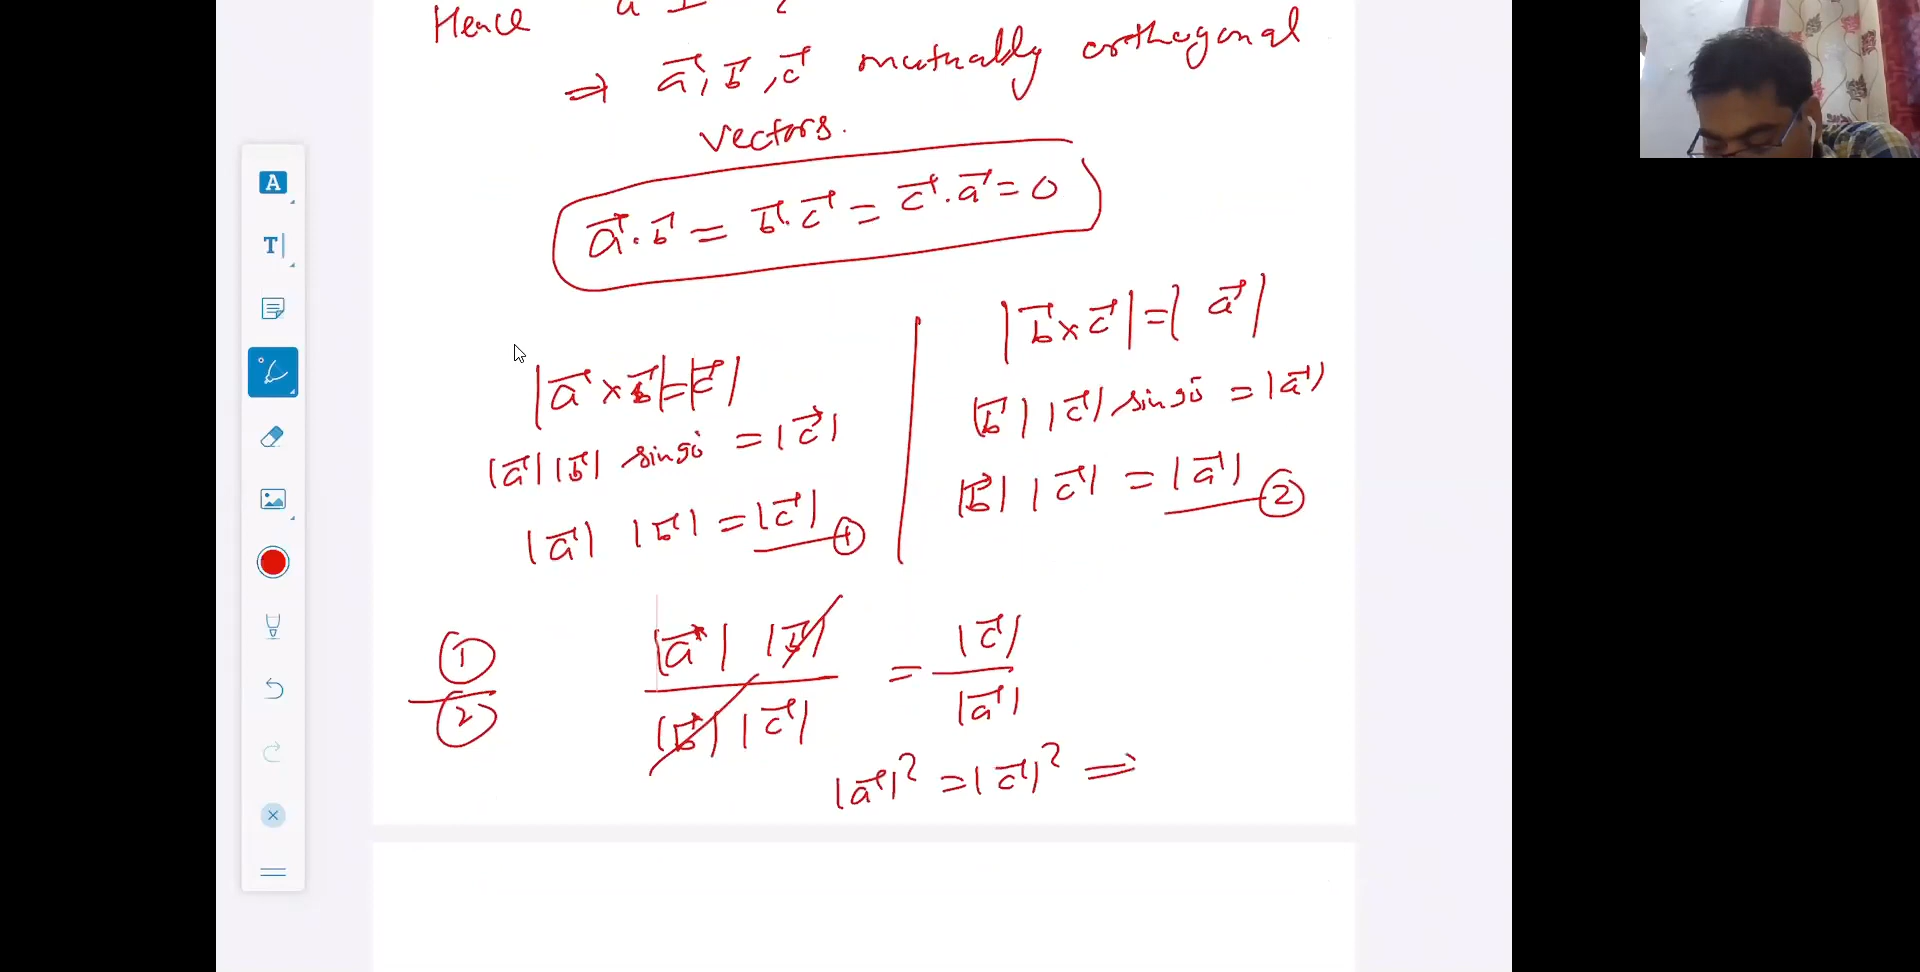 Hence a ⊥
⇒ a⃗, b⃗, c⃗ mutually orthogonal
vectors.
a⃗ · b⃗ = b⃗ · c⃗ = c⃗ · a⃗ = 0
|a⃗ × b⃗| = |c⃗|
|a⃗| |b⃗| sin 90 = |c⃗|
|a⃗| |b⃗| = |c⃗| ①
|b⃗ × c⃗| = |a⃗|
|b⃗| |c⃗| sin 90 = |a⃗|
|b⃗| |c⃗| = |a⃗| ②
①/② |a⃗| |b⃗| / |b⃗| |c⃗| = |c⃗| / |a⃗|
|a⃗|² = |c⃗|² ⇒
A
T